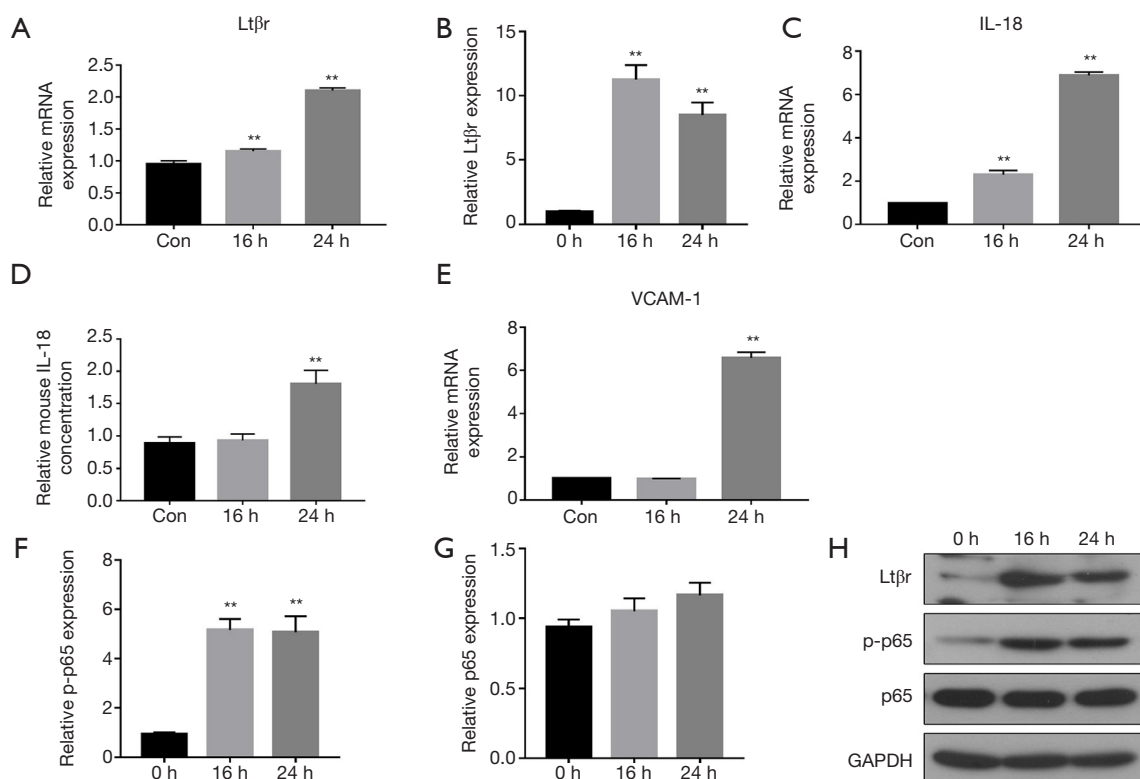 A
Ltβr
Relative mRNA
expression
2.5
2.0
1.5
1.0
0.5
0.0
**
**
Con
16 h
24 h
B
Relative Ltβr expression
15
10
5
0
**
**
0 h
16 h
24 h
C
IL-18
Relative mRNA
expression
8
6
4
2
0
**
**
Con
16 h
24 h
D
Relative mouse IL-18
concentration
2.5
2.0
1.5
1.0
0.5
0.0
**
Con
16 h
24 h
E
VCAM-1
Relative mRNA
expression
8
6
4
2
0
**
Con
16 h
24 h
F
Relative p-p65 expression
8
6
4
2
0
**
**
0 h
16 h
24 h
G
Relative p65 expression
1.5
1.0
0.5
0.0
0 h
16 h
24 h
H
0 h 16 h 24 h
Ltβr
p-p65
p65
GAPDH